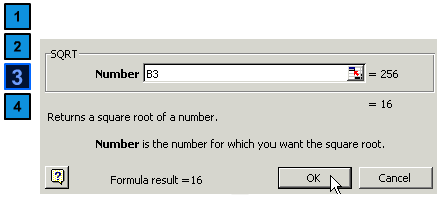 1
2
3
4
SQRT
Number B3 = 256
= 16
Returns a square root of a number.
Number is the number for which you want the square root.
Formula result =16
OK
Cancel